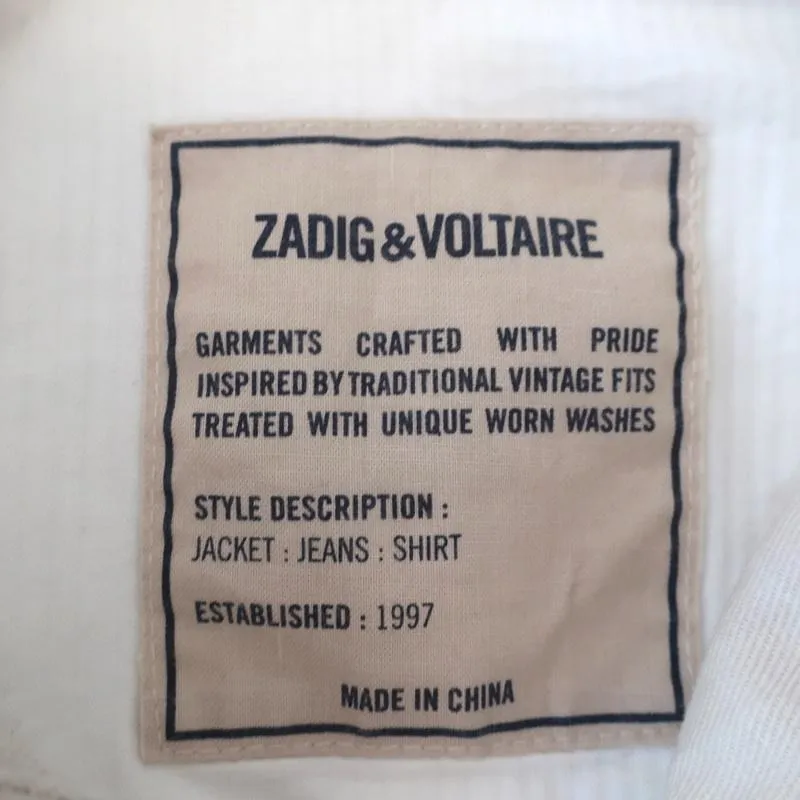 ZADIG&VOLTAIRE
GARMENTS CRAFTED WITH PRIDE
INSPIRED BY TRADITIONAL VINTAGE FITS
TREATED WITH UNIQUE WORN WASHES
STYLE DESCRIPTION :
JACKET : JEANS : SHIRT
ESTABLISHED : 1997
MADE IN CHINA